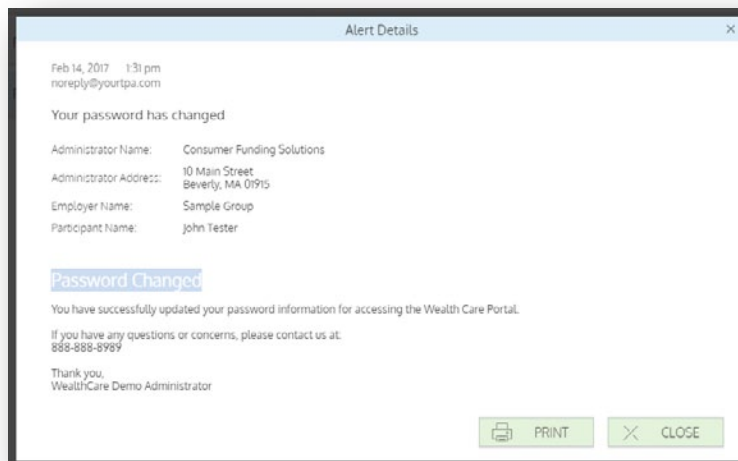 Alert Details
Feb 14, 2017 1:31 pm
noreply@yourtpa.com
Your password has changed
Administrator Name: Consumer Funding Solutions
Administrator Address: 10 Main Street
Beverly, MA 01915
Employer Name: Sample Group
Participant Name: John Tester
Password Changed
You have successfully updated your password information for accessing the Wealth Care Portal.
If you have any questions or concerns, please contact us at:
888-888-8989
Thank you,
WealthCare Demo Administrator
PRINT CLOSE